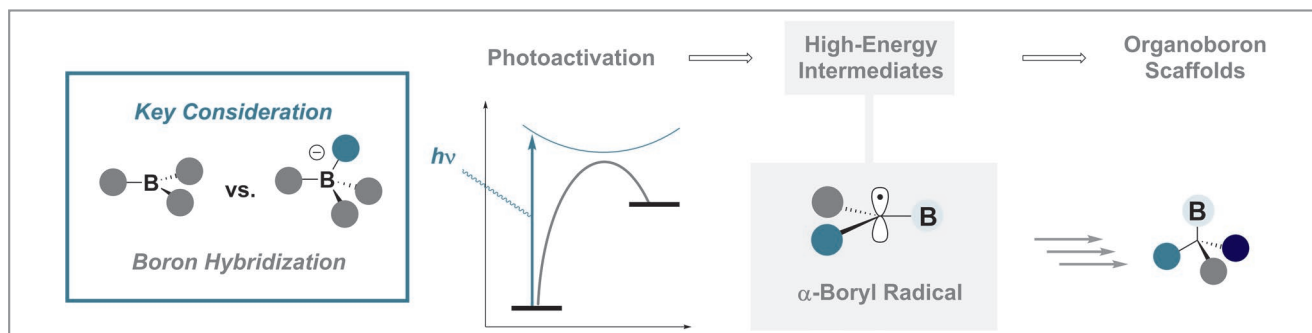 Key Consideration
B
vs.
⊖
B
Boron Hybridization
Photoactivation
hν
High-Energy
Intermediates
B
α-Boryl Radical
Organoboron
Scaffolds
B